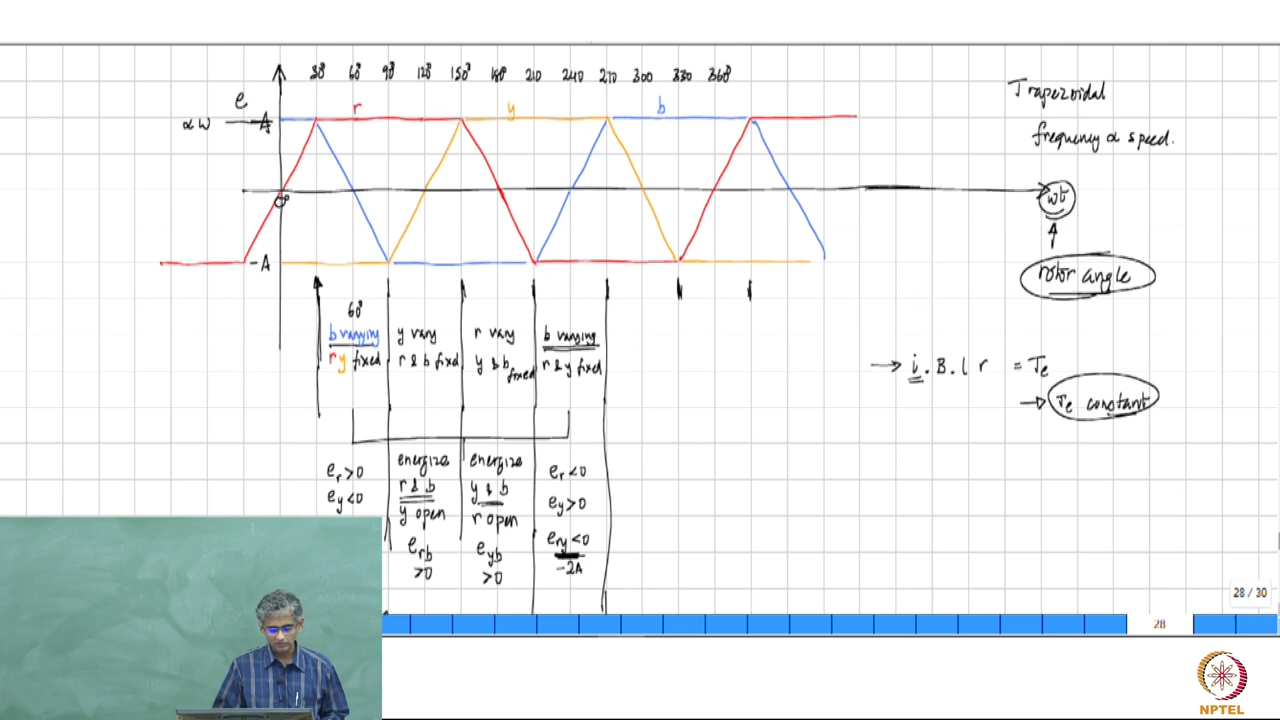 30° 60° 90° 120° 150° 180° 210 240 270 300 330 360°
e
α w
A
r
y
b
Trapezoidal
frequency α speed.
0°
wt
-A
rotor angle
60°
b varying
r y fixed
y vary
r & b fixed
r vary
y & b fixed
b varying
r & y fixed
→ i . B . l r = Te
→ Te constant
er > 0
ey < 0
energize
r & b
y open
erb
>0
energize
y & b
r open
eyb
>0
er < 0
ey > 0
ery < 0
-2A
28 / 30
28
NPTEL